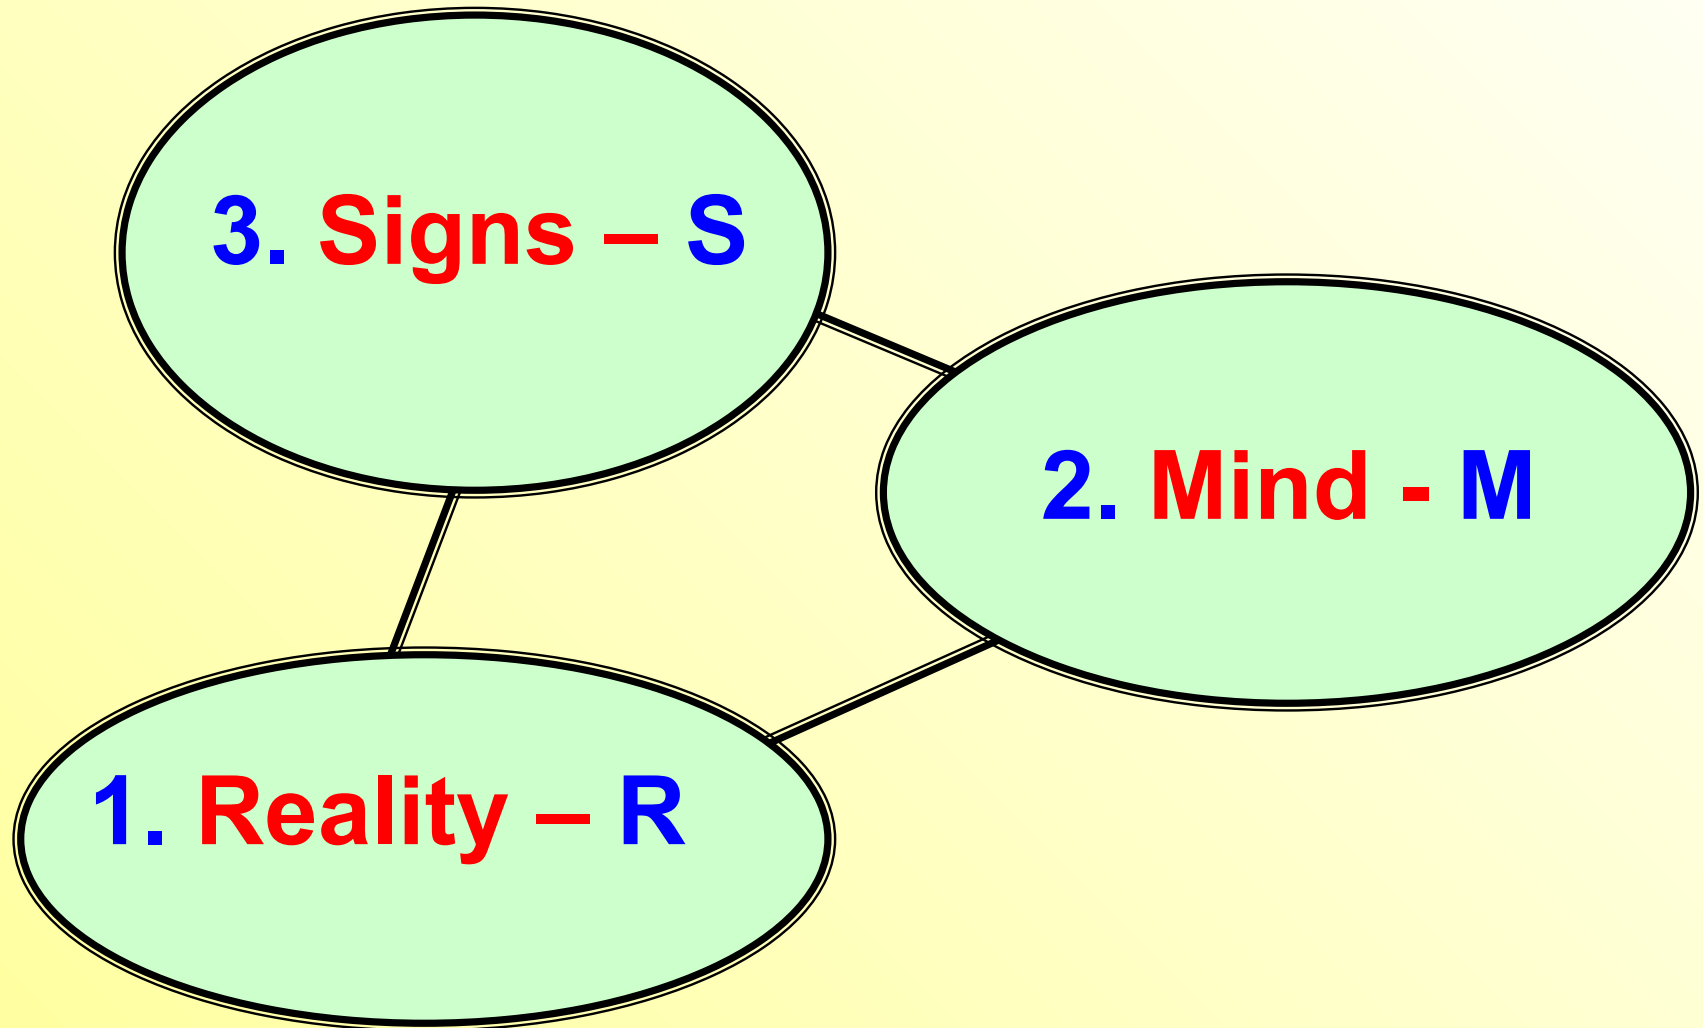 3. Signs – S
2. Mind - M
1. Reality – R